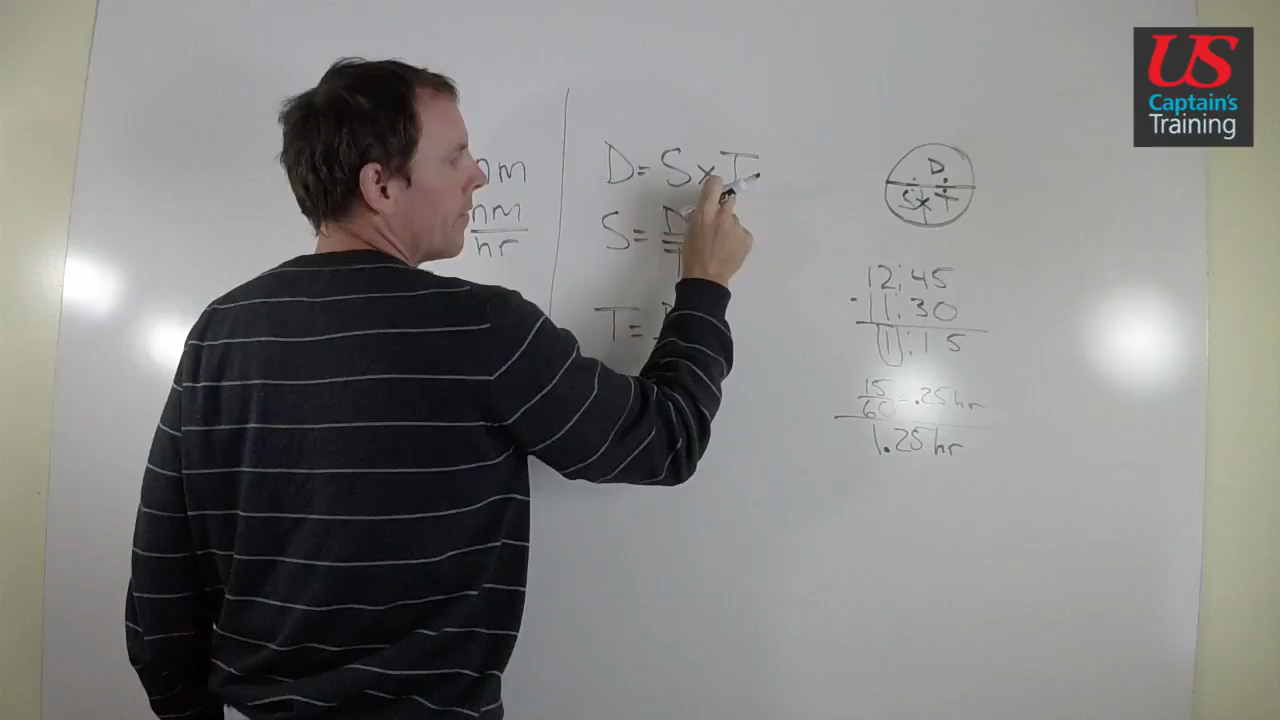 US
Captain's
Training
nm
nm
hr
D = S x T
S = D
T =
D
S x T
12:45
- 11:30
1:15
15
60
= .25 hr
1.25 hr